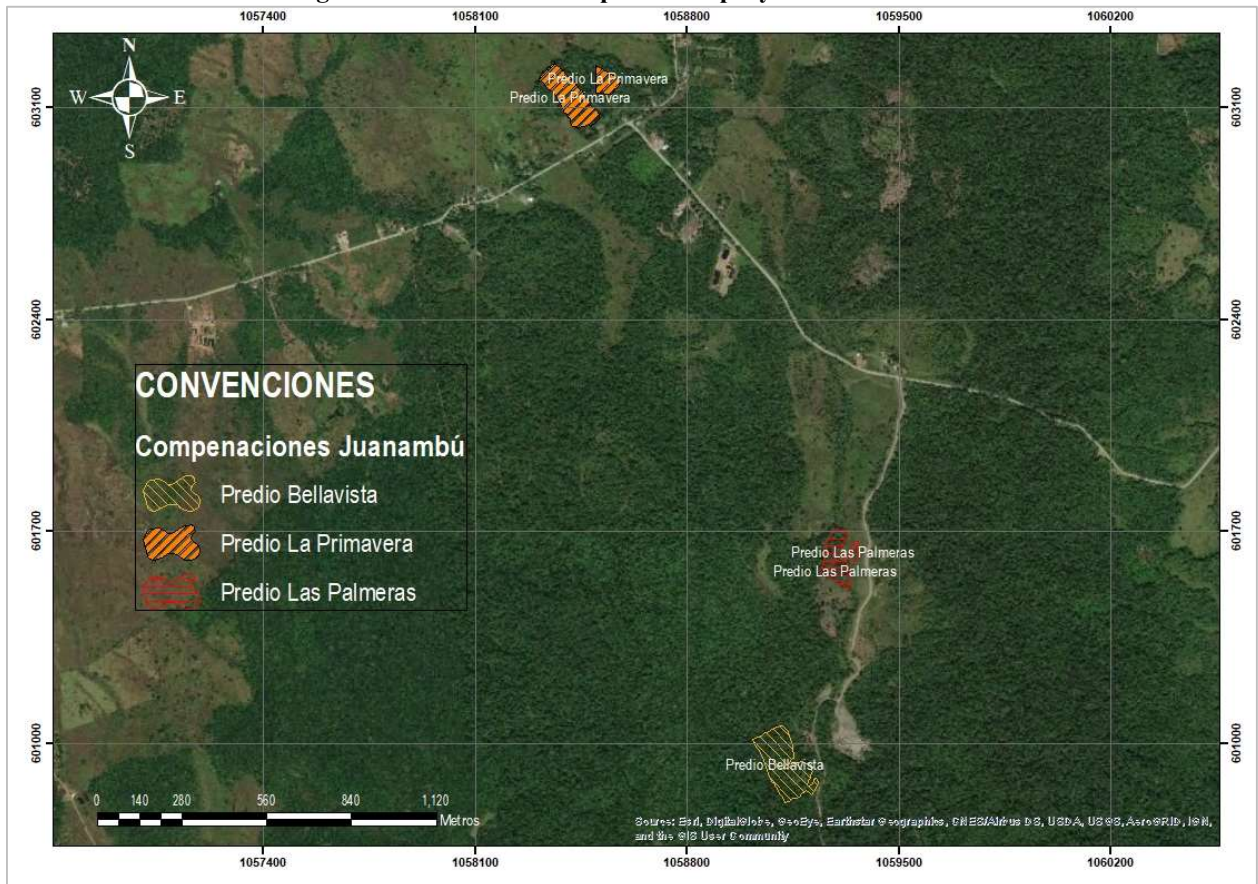 1057400 1058100 1058800 1059500 1060200
N
W E
S
603100 603100
Predio La Primavera
Predio La Primavera
602400 602400
CONVENCIONES
Compenaciones Juanambú
Predio Bellavista
Predio La Primavera
Predio Las Palmeras
601700 601700
Predio Las Palmeras
Predio Las Palmeras
601000 601000
Predio Bellavista
0 140 280 560 840 1,120
Metros
Source: Esri, DigitalGlobe, GeoEye, Earthstar Geographics, CNES/Airbus DS, USDA, USGS, AeroGRID, IGN,
and the GIS User Community
1057400 1058100 1058800 1059500 1060200